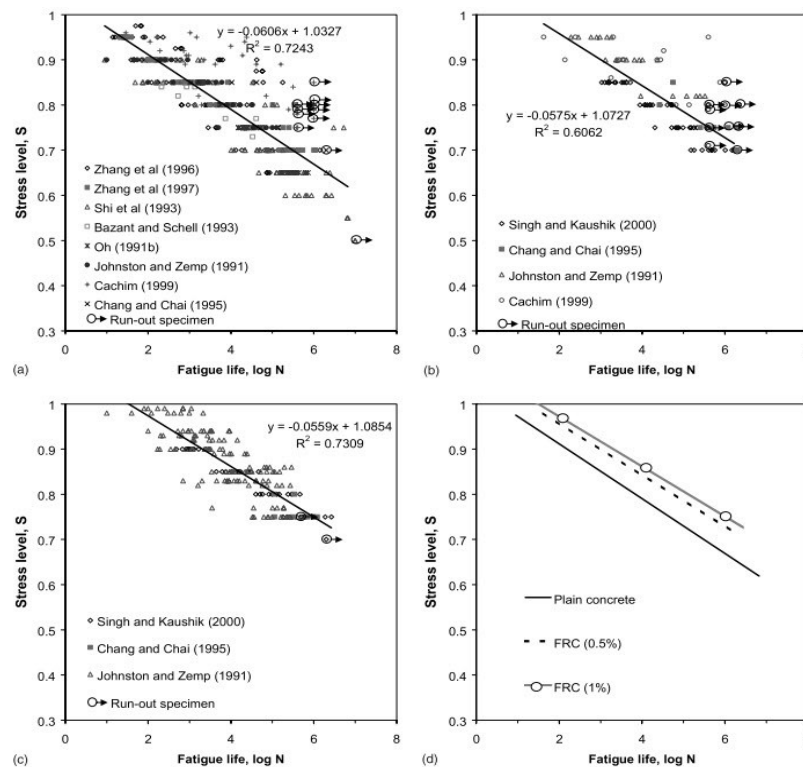 y = -0.0606x + 1.0327
R² = 0.7243
Stress level, S
1
0.9
0.8
0.7
0.6
0.5
0.4
0.3
Zhang et al (1996)
Zhang et al (1997)
Shi et al (1993)
Bazant and Schell (1993)
Oh (1991b)
Johnston and Zemp (1991)
Cachim (1999)
Chang and Chai (1995)
Run-out specimen
0 2 4 6 8
(a) Fatigue life, log N
y = -0.0575x + 1.0727
R² = 0.6062
Stress level, S
1
0.9
0.8
0.7
0.6
0.5
0.4
0.3
Singh and Kaushik (2000)
Chang and Chai (1995)
Johnston and Zemp (1991)
Cachim (1999)
Run-out specimen
0 2 4 6 8
(b) Fatigue life, log N
y = -0.0559x + 1.0854
R² = 0.7309
Stress level, S
1
0.9
0.8
0.7
0.6
0.5
0.4
0.3
Singh and Kaushik (2000)
Chang and Chai (1995)
Johnston and Zemp (1991)
Run-out specimen
0 2 4 6 8
(c) Fatigue life, log N
Stress level, S
1
0.9
0.8
0.7
0.6
0.5
0.4
0.3
Plain concrete
FRC (0.5%)
FRC (1%)
0 2 4 6
(d) Fatigue life, log N